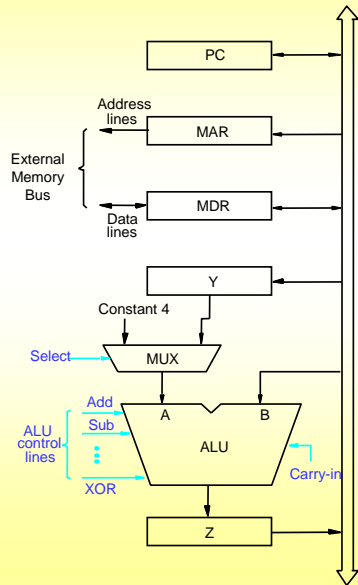 PC
Address
lines
MAR
External
Memory
Bus
MDR
Data
lines
Y
Constant 4
Select
MUX
Add
A
B
Sub
ALU
control
lines
ALU
Carry-in
XOR
Z